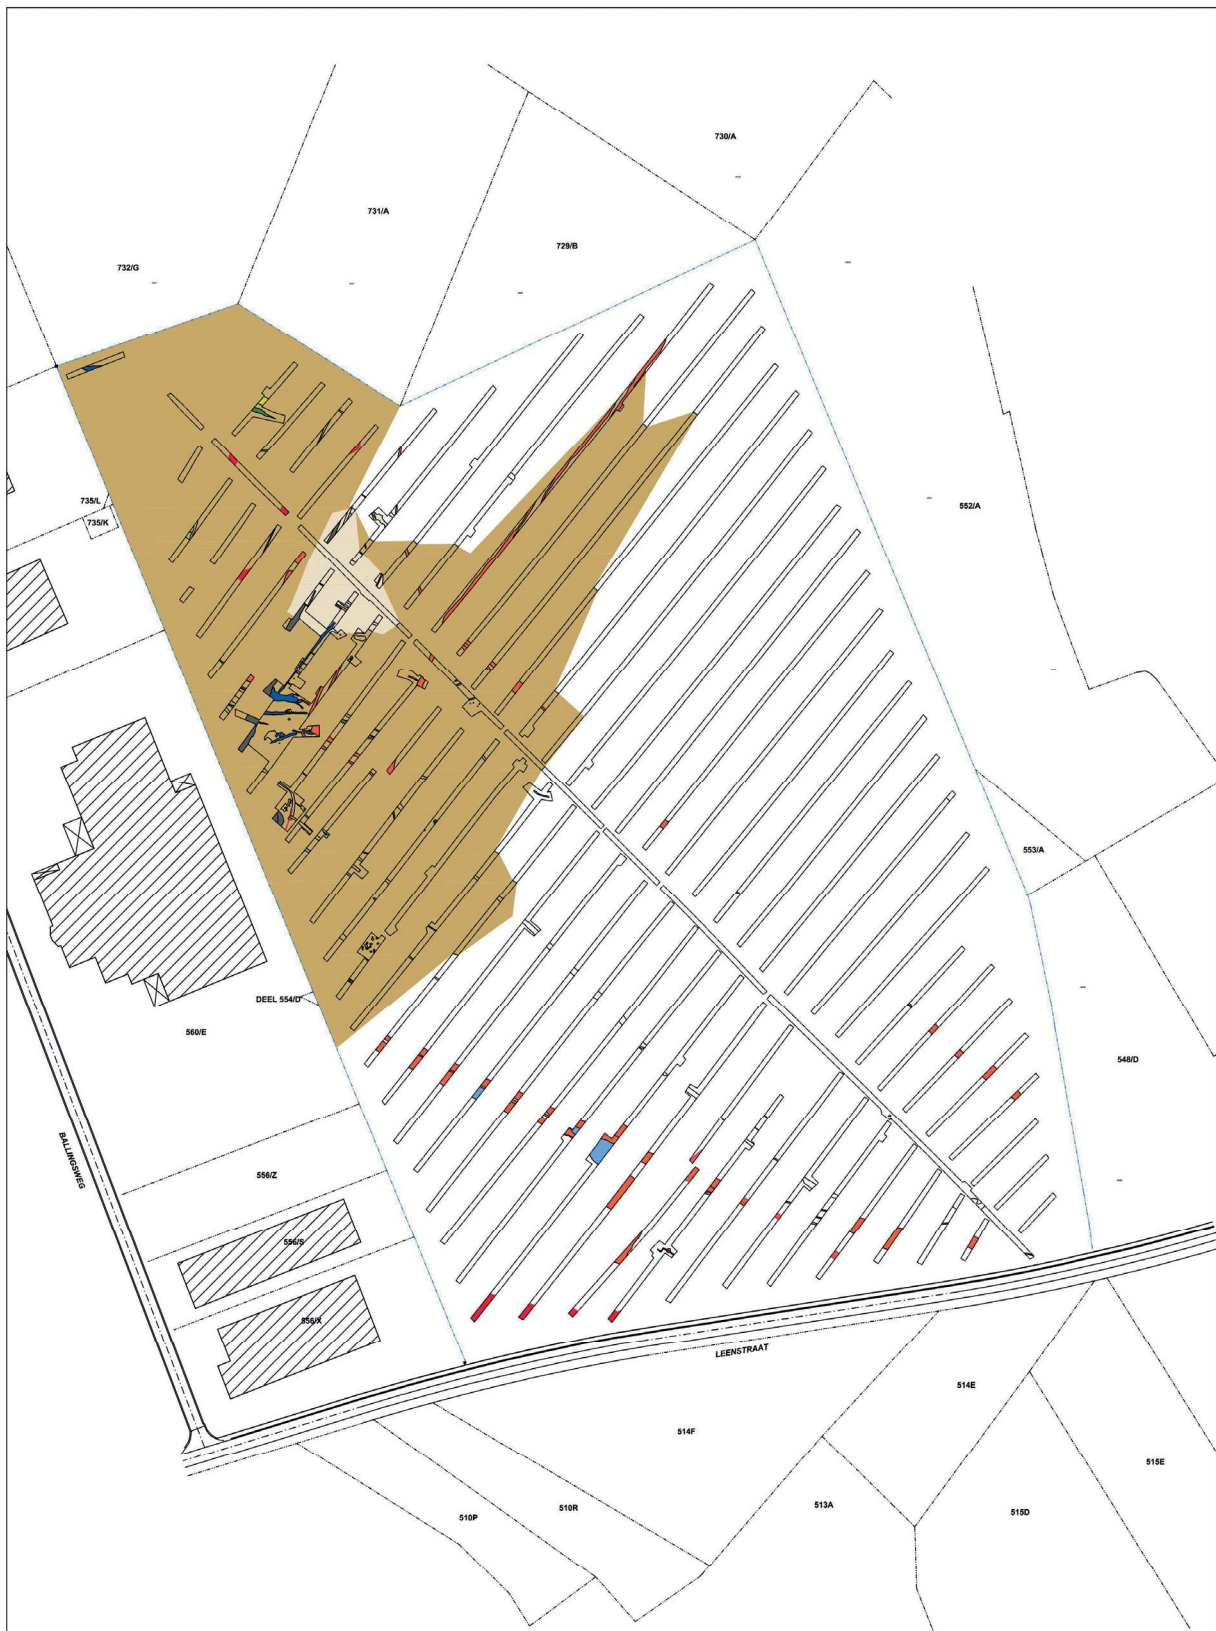 730/A
731/A
729/B
732/G
735/L
735/K
552/A
553/A
DEEL 554/D
560/E
548/D
BALLINGSWEG
556/Z
556/S
556/X
LEENSTRAAT
514E
514F
515E
510R
513A
515D
510P